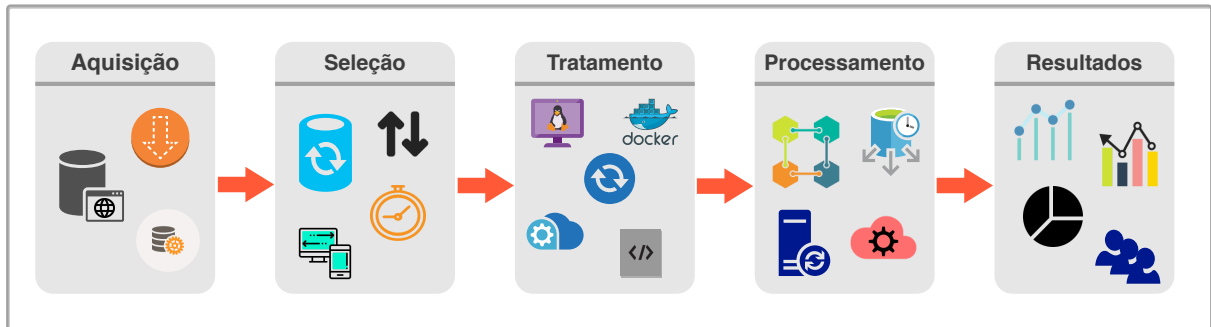 Aquisição
Seleção
Tratamento
Processamento
Resultados
docker
</>